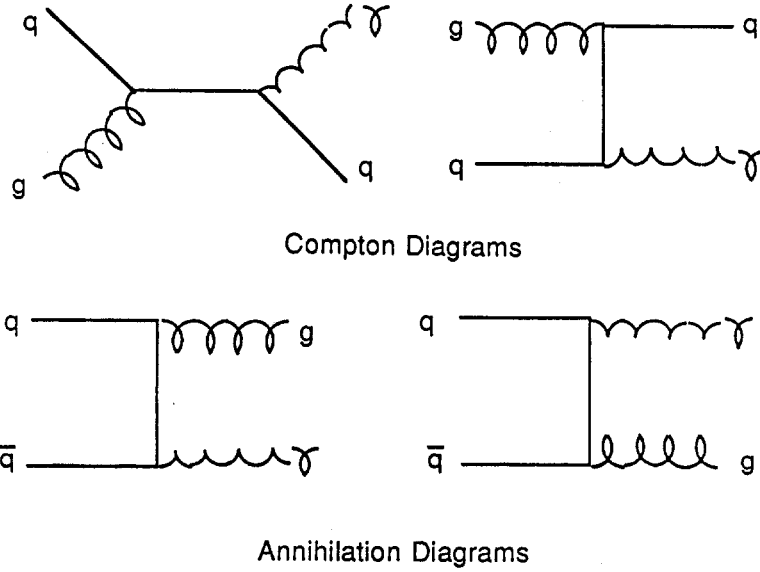 q γ g q
g q q γ
Compton Diagrams
q g q γ
q̅ γ q̅ g
Annihilation Diagrams